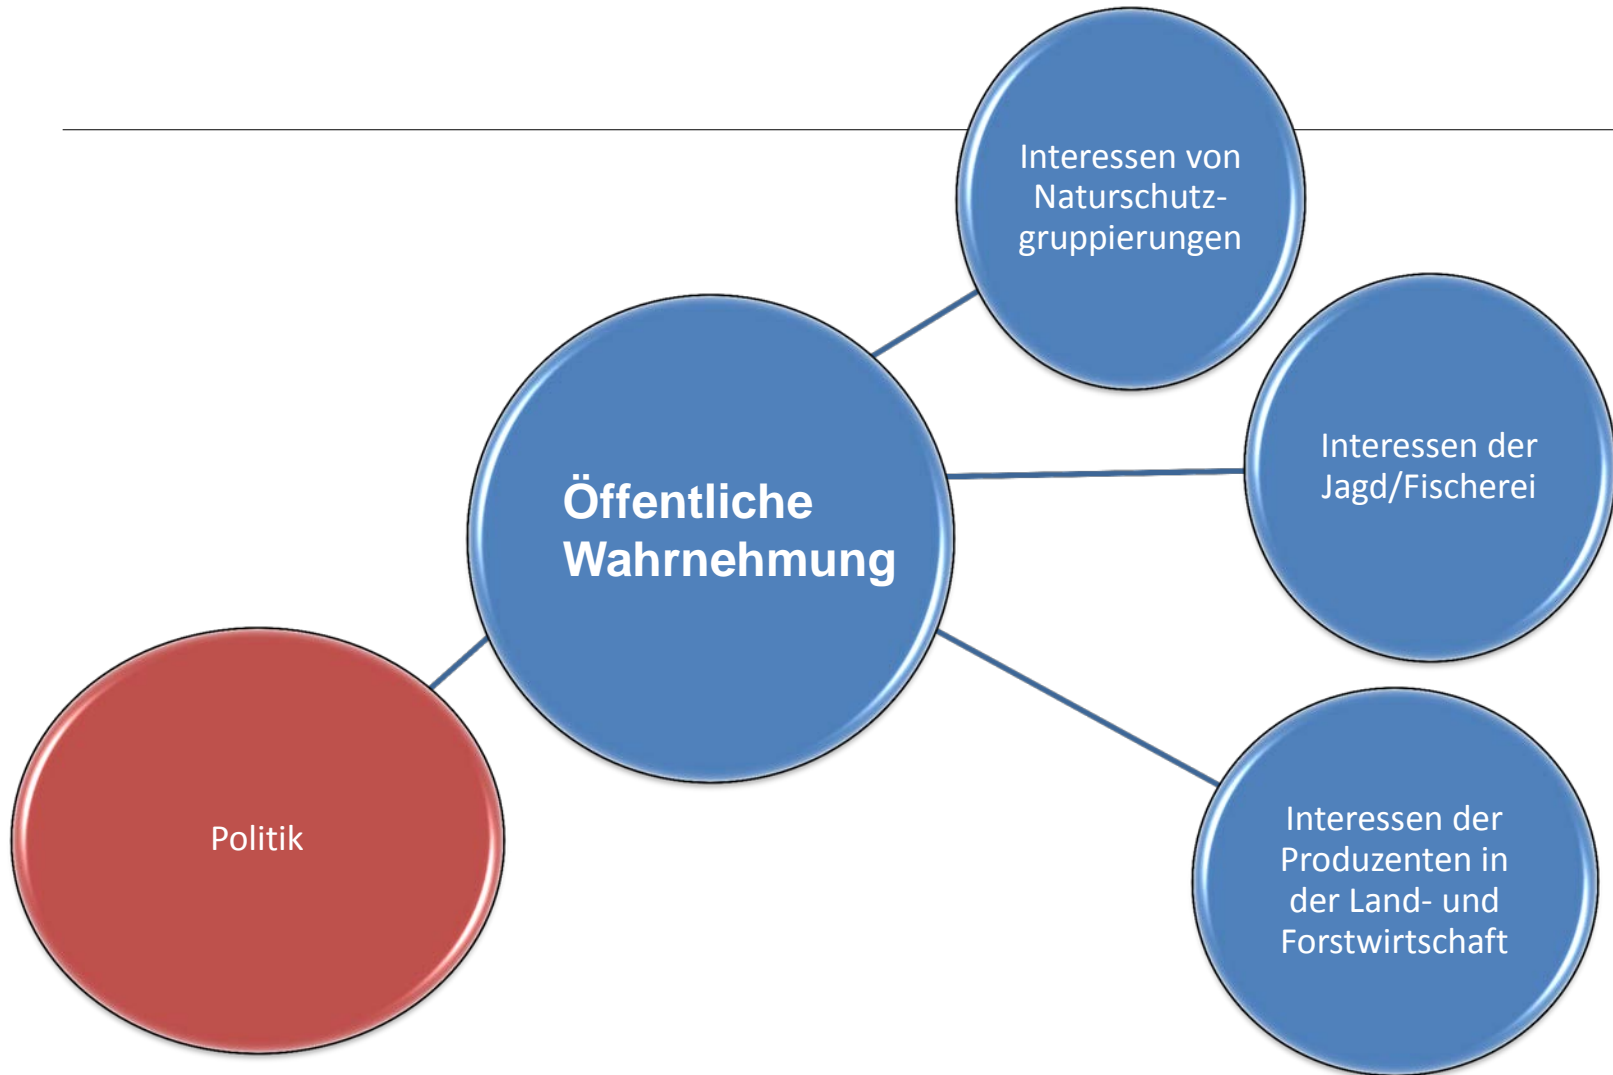 Interessen von
Naturschutz-
gruppierungen
Interessen der
Jagd/Fischerei
Öffentliche
Wahrnehmung
Politik
Interessen der
Produzenten in
der Land- und
Forstwirtschaft